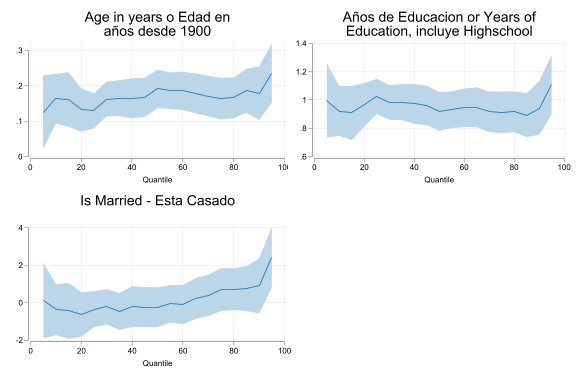 Age in years o Edad en
años desde 1900
.3
.2
.1
0
0 20 40 60 80 100
Quantile
Años de Educacion or Years of
Education, incluye Highschool
1.4
1.2
1
.8
.6
0 20 40 60 80 100
Quantile
Is Married - Esta Casado
4
2
0
-2
0 20 40 60 80 100
Quantile